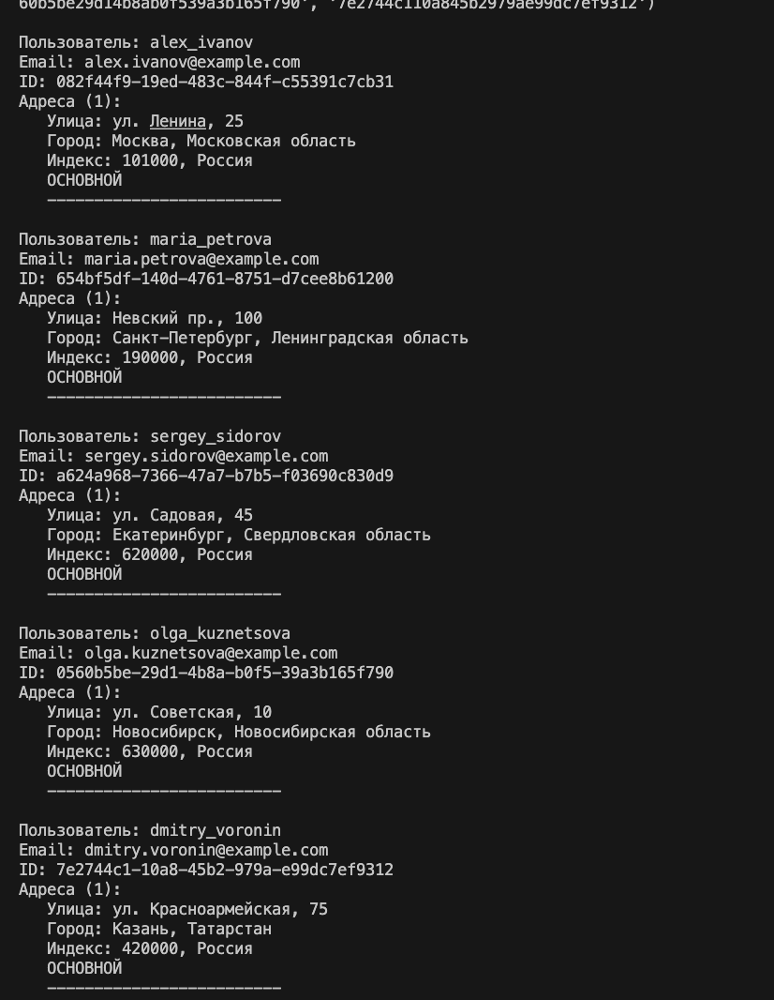 60b5be29d14b8ab0f539a3b165f790', '7e2744c110a845b2979ae99dc7ef9312')
Пользователь: alex_ivanov
Email: alex.ivanov@example.com
ID: 082f44f9-19ed-483c-844f-c55391c7cb31
Адреса (1):
Улица: ул. Ленина, 25
Город: Москва, Московская область
Индекс: 101000, Россия
ОСНОВНОЙ
-------------------------
Пользователь: maria_petrova
Email: maria.petrova@example.com
ID: 654bf5df-140d-4761-8751-d7cee8b61200
Адреса (1):
Улица: Невский пр., 100
Город: Санкт-Петербург, Ленинградская область
Индекс: 190000, Россия
ОСНОВНОЙ
-------------------------
Пользователь: sergey_sidorov
Email: sergey.sidorov@example.com
ID: a624a968-7366-47a7-b7b5-f03690c830d9
Адреса (1):
Улица: ул. Садовая, 45
Город: Екатеринбург, Свердловская область
Индекс: 620000, Россия
ОСНОВНОЙ
-------------------------
Пользователь: olga_kuznetsova
Email: olga.kuznetsova@example.com
ID: 0560b5be-29d1-4b8a-b0f5-39a3b165f790
Адреса (1):
Улица: ул. Советская, 10
Город: Новосибирск, Новосибирская область
Индекс: 630000, Россия
ОСНОВНОЙ
-------------------------
Пользователь: dmitry_voronin
Email: dmitry.voronin@example.com
ID: 7e2744c1-10a8-45b2-979a-e99dc7ef9312
Адреса (1):
Улица: ул. Красноармейская, 75
Город: Казань, Татарстан
Индекс: 420000, Россия
ОСНОВНОЙ
-------------------------